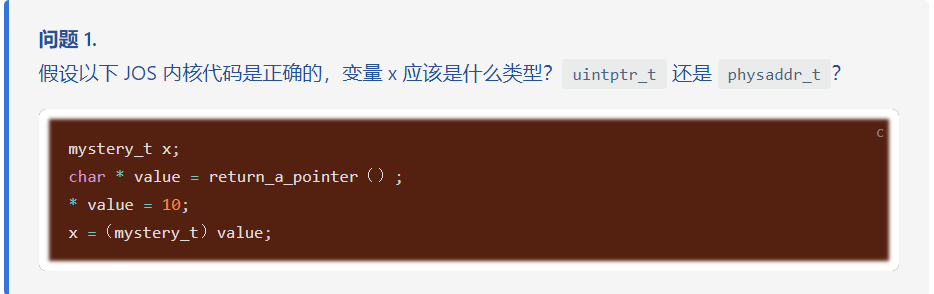 问题 1.
假设以下 JOS 内核代码是正确的，变量 x 应该是什么类型？ uintptr_t 还是 physaddr_t？
C
mystery_t x;
char * value = return_a_pointer（）;
* value = 10;
x =（mystery_t）value;